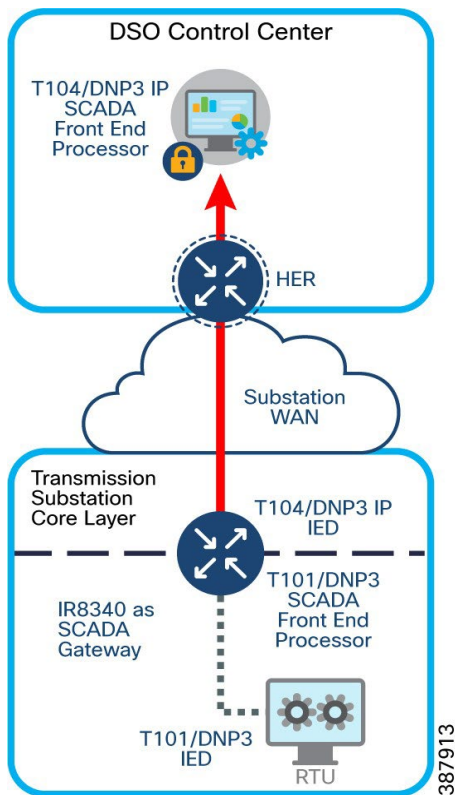 DSO Control Center
T104/DNP3 IP
SCADA
Front End
Processor
HER
Substation
WAN
Transmission
Substation
Core Layer
T104/DNP3 IP
IED
IR8340 as
SCADA
Gateway
T101/DNP3
SCADA
Front End
Processor
T101/DNP3
IED
RTU
387913